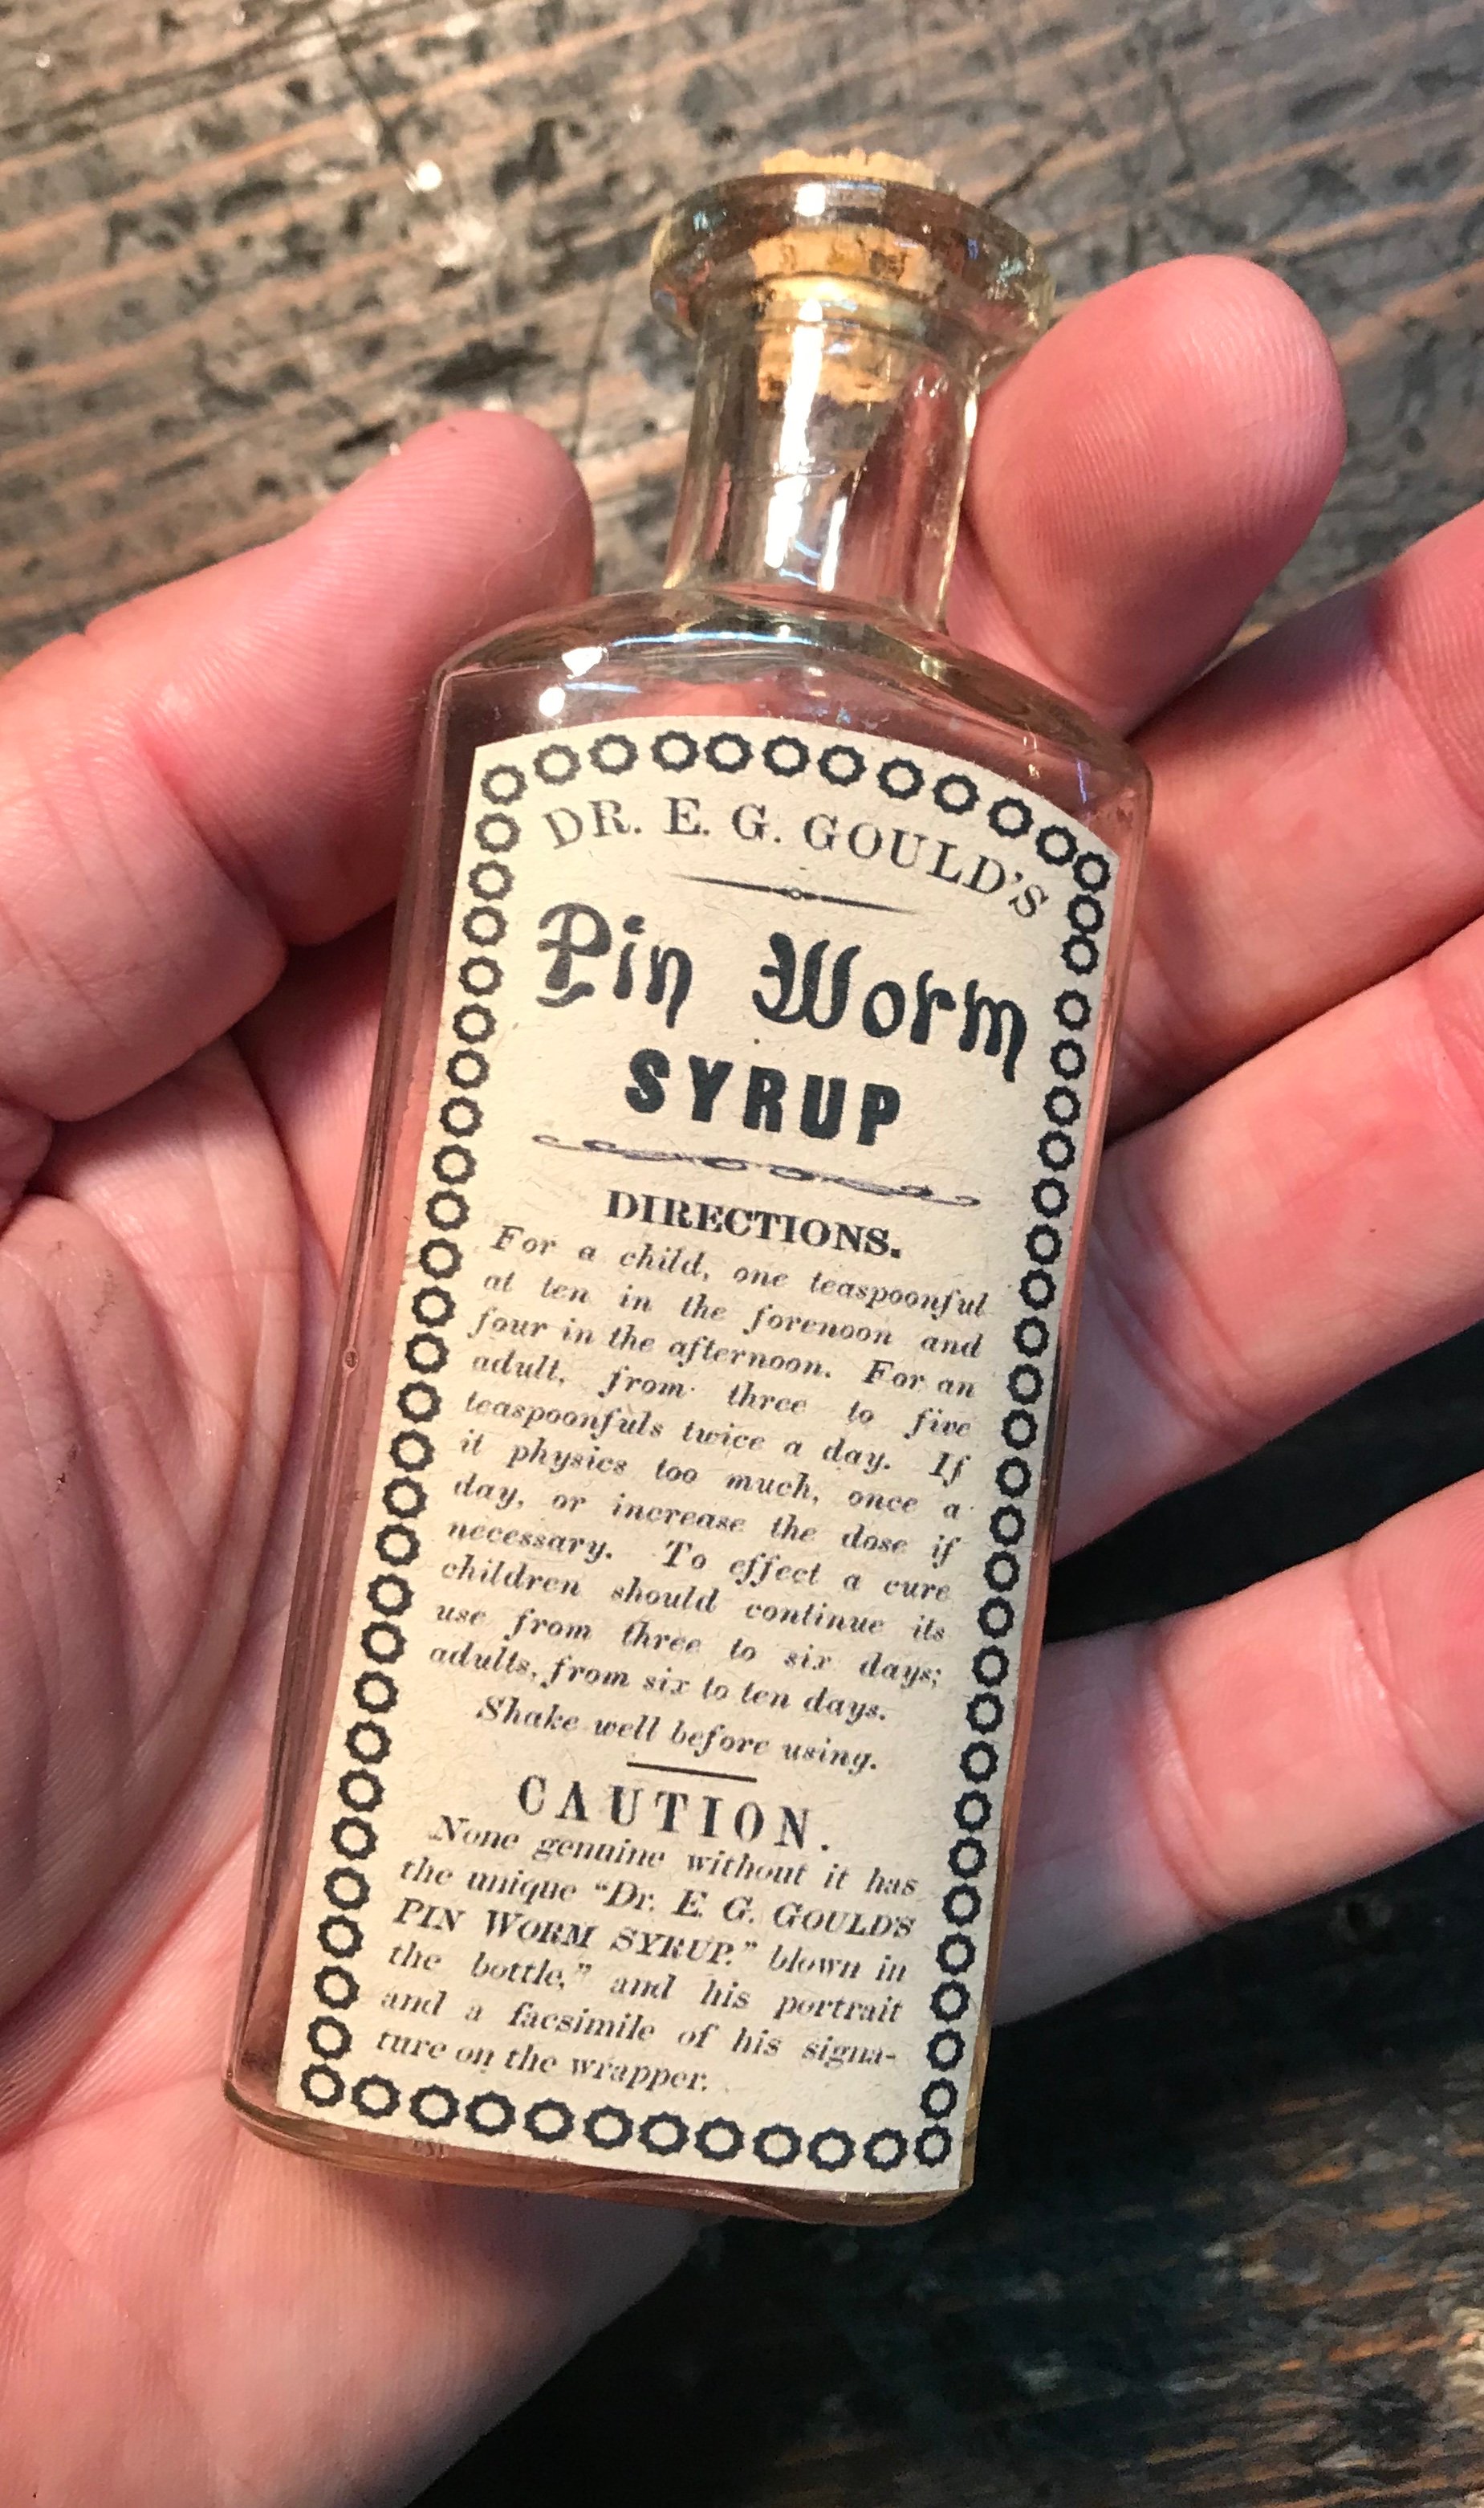 DR. E. G. GOULD'S
Pin Worm
SYRUP
DIRECTIONS.
For a child, one teaspoonful
at ten in the forenoon and
four in the afternoon. For an
adult, from three to five
teaspoonfuls twice a day. If
it physics too much, once a
day, or increase the dose if
necessary. To effect a cure
children should continue its
use from three to six days;
adults, from six to ten days.
Shake well before using.
CAUTION.
None genuine without it has
the unique "Dr. E. G. GOULD'S
PIN WORM SYRUP." blown in
the bottle," and his portrait
and a facsimile of his signa-
ture on the wrapper.